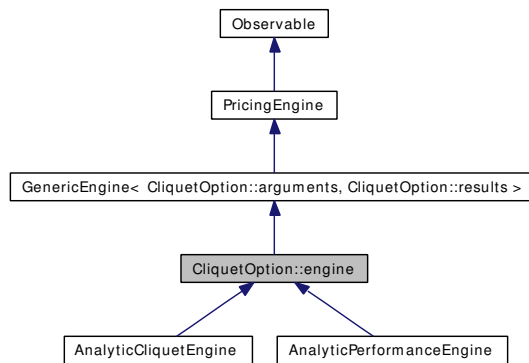 Observable
PricingEngine
GenericEngine< CliquetOption::arguments, CliquetOption::results >
CliquetOption::engine
AnalyticCliquetEngine
AnalyticPerformanceEngine